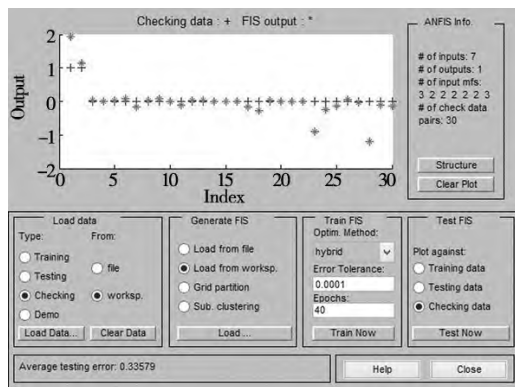 Checking data : + FIS output : *
Output
2
1
0
-1
-2
0 5 10 15 20 25 30
Index
ANFIS Info.
# of inputs: 7
# of outputs: 1
# of input mfs:
3 2 2 2 2 2 3
# of check data
pairs: 30
Structure
Clear Plot
Load data
Type: From:
Training
Testing
Checking
Demo
file
worksp.
Load Data... Clear Data
Generate FIS
Load from file
Load from worksp.
Grid partition
Sub. clustering
Load ...
Train FIS
Optim. Method:
hybrid
Error Tolerance:
0.0001
Epochs:
40
Train Now
Test FIS
Plot against:
Training data
Testing data
Checking data
Test Now
Average testing error: 0.33579
Help Close